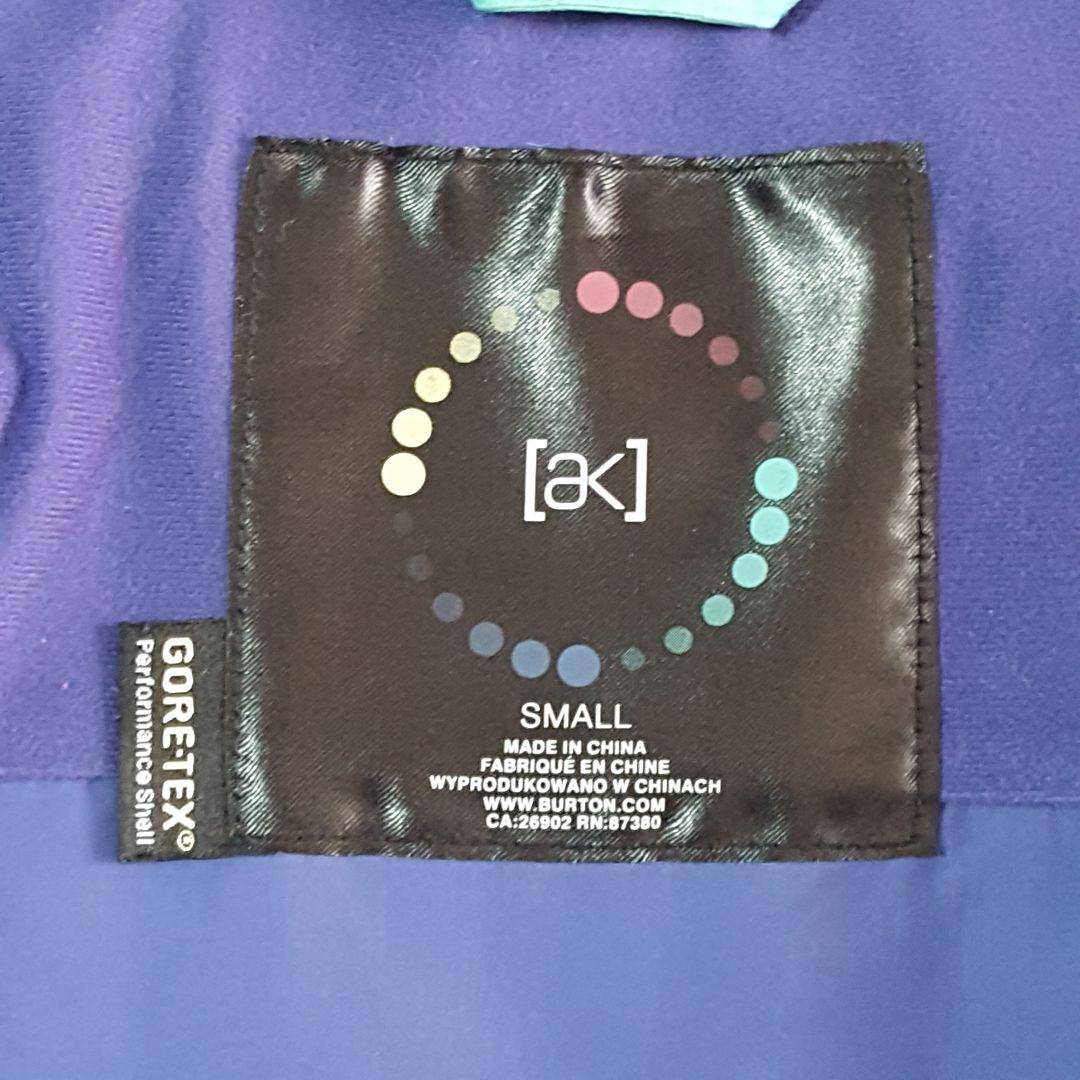 [ak]
SMALL
MADE IN CHINA
FABRIQUÉ EN CHINE
WYPRODUKOWANO W CHINACH
WWW.BURTON.COM
CA:26902 RN:87380
GORE-TEX®
Performance Shell